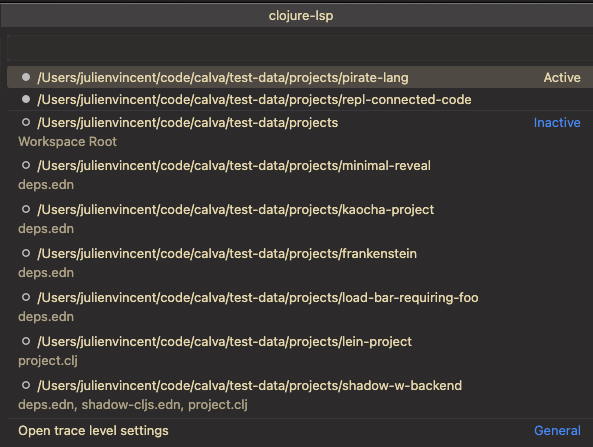 clojure-lsp
/Users/julienvincent/code/calva/test-data/projects/pirate-lang Active
/Users/julienvincent/code/calva/test-data/projects/repl-connected-code
/Users/julienvincent/code/calva/test-data/projects Inactive
Workspace Root
/Users/julienvincent/code/calva/test-data/projects/minimal-reveal
deps.edn
/Users/julienvincent/code/calva/test-data/projects/kaocha-project
deps.edn
/Users/julienvincent/code/calva/test-data/projects/frankenstein
deps.edn
/Users/julienvincent/code/calva/test-data/projects/load-bar-requiring-foo
deps.edn
/Users/julienvincent/code/calva/test-data/projects/lein-project
project.clj
/Users/julienvincent/code/calva/test-data/projects/shadow-w-backend
deps.edn, shadow-cljs.edn, project.clj
Open trace level settings General